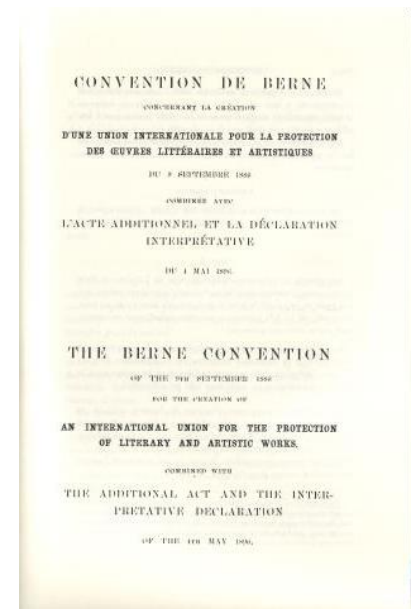 CONVENTION DE BERNE
CONCERNANT LA CRÉATION
D'UNE UNION INTERNATIONALE POUR LA PROTECTION
DES ŒUVRES LITTÉRAIRES ET ARTISTIQUES
DU 9 SEPTEMBRE 1886
COMBINÉE AVEC
L'ACTE ADDITIONNEL ET LA DÉCLARATION
INTERPRÉTATIVE
DU 4 MAI 1896.
THE BERNE CONVENTION
OF THE 9TH SEPTEMBER 1886
FOR THE CREATION OF
AN INTERNATIONAL UNION FOR THE PROTECTION
OF LITERARY AND ARTISTIC WORKS,
COMBINED WITH
THE ADDITIONAL ACT AND THE INTER-
PRETATIVE DECLARATION
OF THE 4TH MAY 1896.